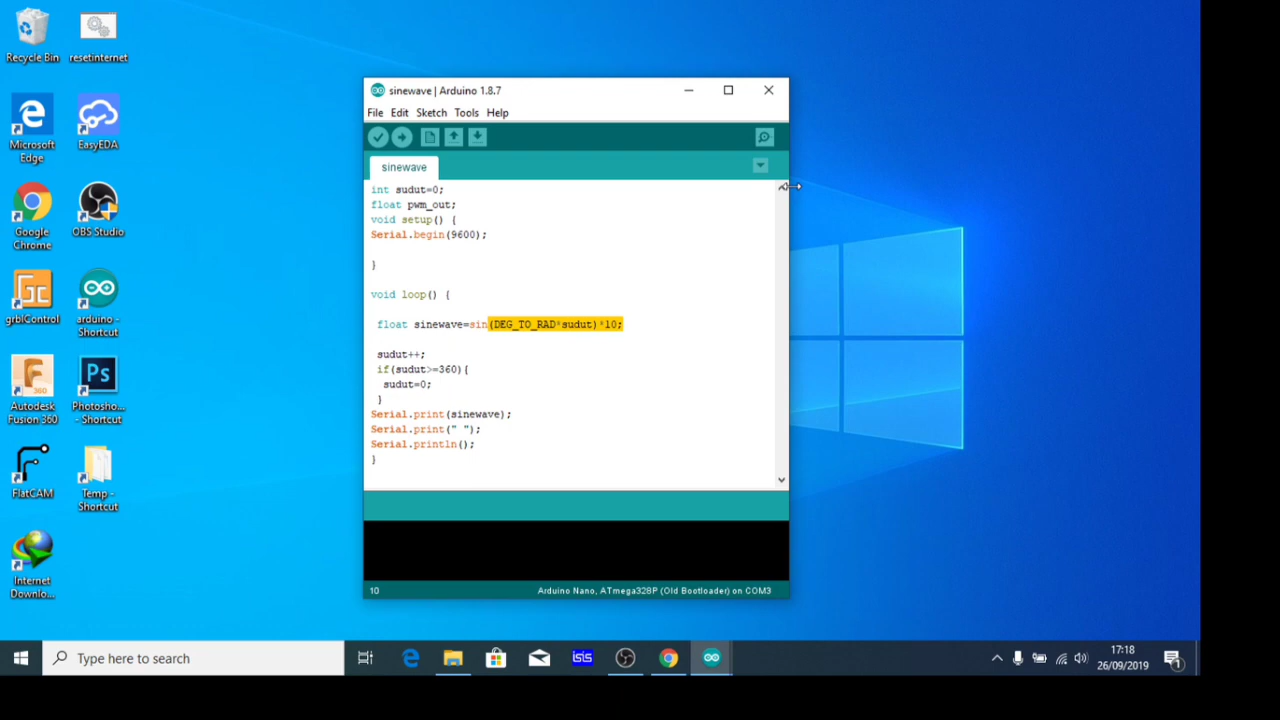 Recycle Bin
resetinternet
Microsoft
Edge
EasyEDA
Google
Chrome
OBS Studio
grblControl
arduino -
Shortcut
Autodesk
Fusion 360
Photosho...
- Shortcut
FlatCAM
Temp -
Shortcut
Internet
Downlo...
sinewave | Arduino 1.8.7
File Edit Sketch Tools Help
sinewave
int sudut=0;
float pwm_out;
void setup() {
Serial.begin(9600);
}
void loop() {
float sinewave=sin(DEG_TO_RAD*sudut)*10;
sudut++;
if(sudut>=360){
sudut=0;
}
Serial.print(sinewave);
Serial.print(" ");
Serial.println();
}
10 Arduino Nano, ATmega328P (Old Bootloader) on COM3
Type here to search
isis
17:18
26/09/2019
1